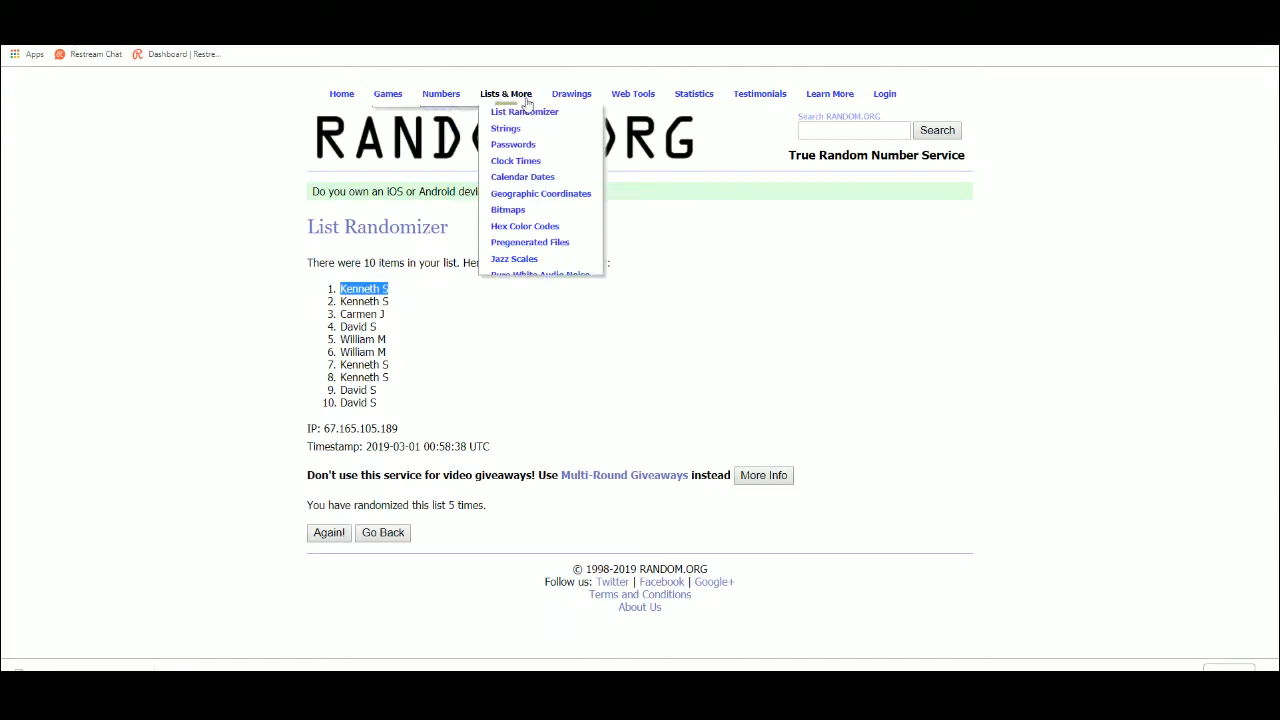 Apps Restream Chat Dashboard | Restre...
Home Games Numbers Lists & More Drawings Web Tools Statistics Testimonials Learn More Login
List Randomizer
Strings
Passwords
Clock Times
Calendar Dates
Geographic Coordinates
Bitmaps
Hex Color Codes
Pregenerated Files
Jazz Scales
Pure White Audio Noise
Search RANDOM.ORG
Search
True Random Number Service
Do you own an iOS or Android
List Randomizer
There were 10 items in your list.
1. Kenneth S
2. Kenneth S
3. Carmen J
4. David S
5. William M
6. William M
7. Kenneth S
8. Kenneth S
9. David S
10. David S
IP: 67.165.105.189
Timestamp: 2019-03-01 00:58:38 UTC
Don't use this service for video giveaways! Use Multi-Round Giveaways instead More Info
You have randomized this list 5 times.
Again! Go Back
© 1998-2019 RANDOM.ORG
Follow us: Twitter | Facebook | Google+
Terms and Conditions
About Us